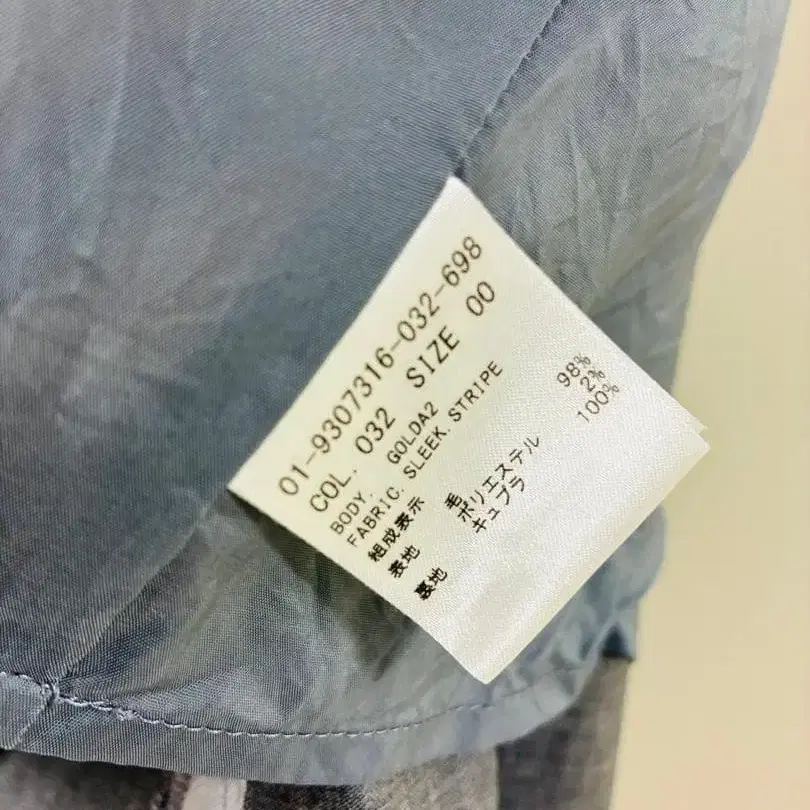 01-9307316-032-698
COL. 032 SIZE 00
BODY. GOLDA2
FABRIC. SLEEK.STRIPE
組成表示
表地 毛 98%
ポリエステル 2%
裏地 キュプラ 100%